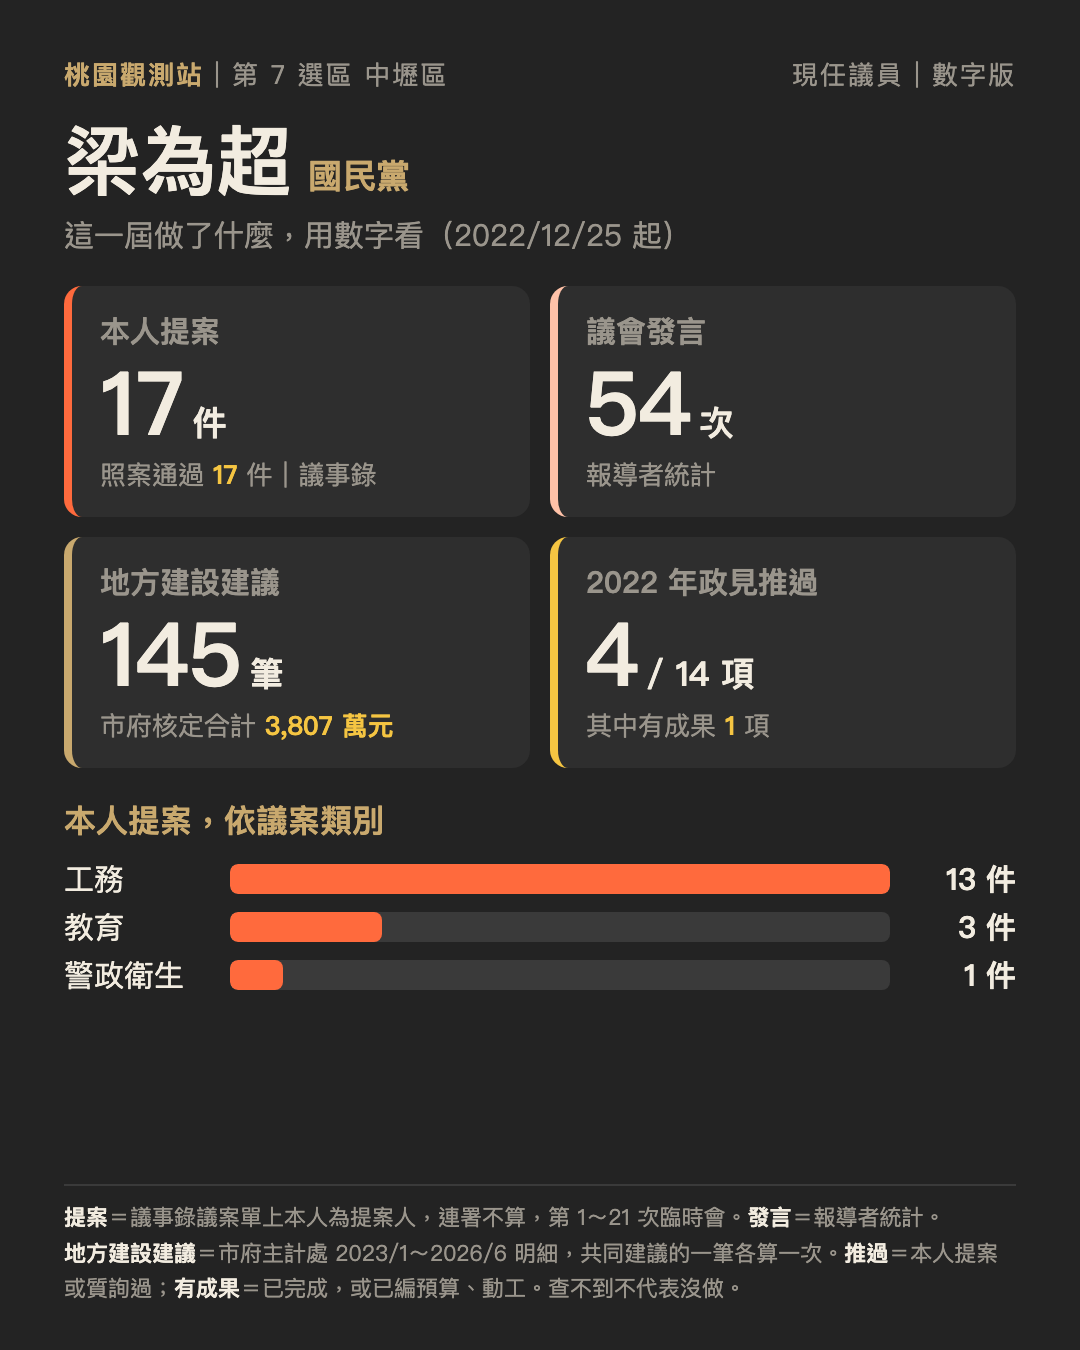 桃園觀測站｜第 7 選區 中壢區
現任議員｜數字版
梁為超 國民黨
這一屆做了什麼，用數字看（2022/12/25 起）
本人提案
17 件
照案通過 17 件｜議事錄
議會發言
54 次
報導者統計
地方建設建議
145 筆
市府核定合計 3,807 萬元
2022 年政見推過
4 / 14 項
其中有成果 1 項
本人提案，依議案類別
工務 13 件
教育 3 件
警政衛生 1 件
提案＝議事錄議案單上本人為提案人，連署不算，第 1～21 次臨時會。發言＝報導者統計。
地方建設建議＝市府主計處 2023/1～2026/6 明細，共同建議的一筆各算一次。推過＝本人提案
或質詢過；有成果＝已完成，或已編預算、動工。查不到不代表沒做。